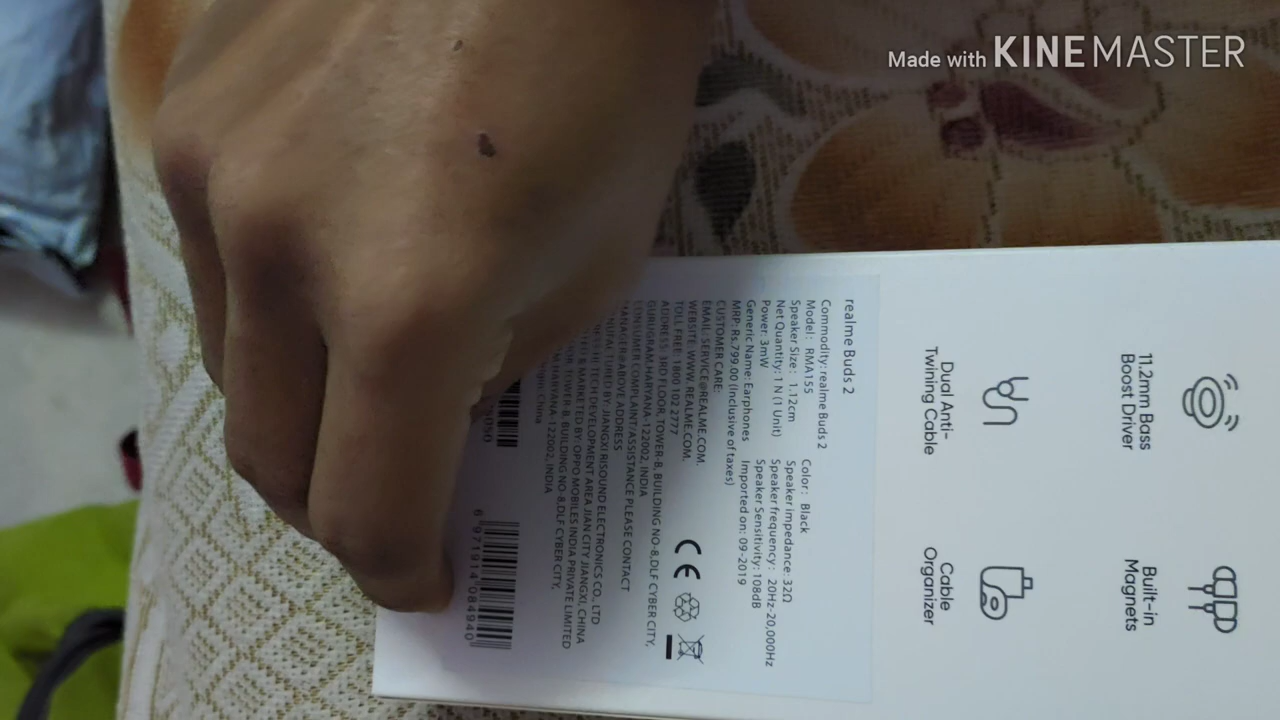 Made with KINEMASTER
11.2mm Bass
Boost Driver
Built-in
Magnets
Dual Anti-
Twining Cable
Cable
Organizer
realme Buds 2
Commodity: realme Buds 2
Model: RMA155 Color: Black
Speaker Size: 1.12cm Speaker impedance: 32Ω
Net Quantity: 1 N (1 Unit) Speaker frequency: 20Hz-20,000Hz
Power: 3mW Speaker Sensitivity: 108dB
Generic Name: Earphones Imported on: 09-2019
MRP: Rs.799.00 (Inclusive of taxes)
CUSTOMER CARE:
EMAIL:SERVICE@REALME.COM.
WEBSITE: WWW.REALME.COM.
TOLL FREE: 1800 102 2777
ADDRESS: 3RD FLOOR, TOWER-B, BUILDING NO-8,DLF CYBER CITY,
GURUGRAM,HARYANA-122002, INDIA
CONSUMER COMPLAINT/ASSISTANCE PLEASE CONTACT
MANAGER ABOVE ADDRESS
BY: JIANGXI RISOUND ELECTRONICS CO., LTD
HI TECH DEVELOPMENT AREA JIAN CITY JIANGXI, CHINA
& MARKETED BY: OPPO MOBILES INDIA PRIVATE LIMITED
TOWER-B, BUILDING NO-8,DLF CYBER CITY,
HARYANA-122002, INDIA
China
CE
6 971914 084940